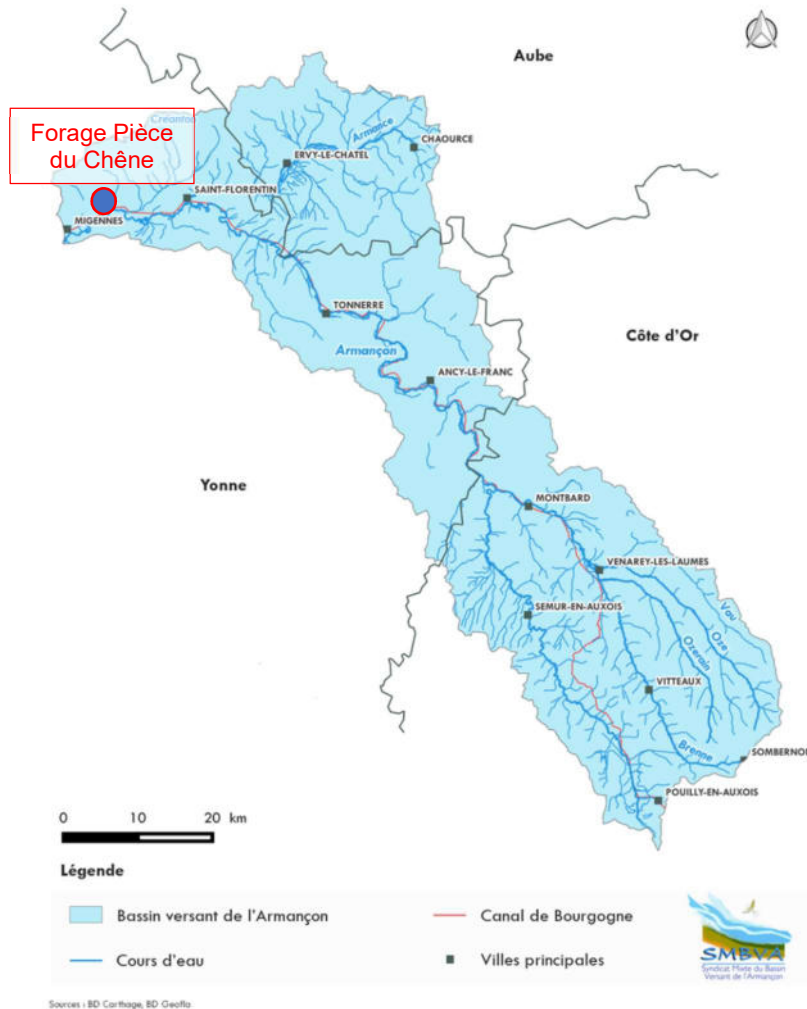 Aube
Créanton
Forage Pièce
du Chêne
Armance
CHAOURCE
ERVY-LE-CHATEL
SAINT-FLORENTIN
MIGENNES
TONNERRE
Côte d'Or
Armançon
ANCY-LE-FRANC
Yonne
MONTBARD
VENAREY-LES-LAUMES
SEMUR-EN-AUXOIS
Vau
Oze
Ozerain
VITTEAUX
Brenne
SOMBERNON
POUILLY-EN-AUXOIS
0 10 20 km
Légende
Bassin versant de l'Armançon
Canal de Bourgogne
Cours d'eau
Villes principales
SMBVA
Syndicat Mixte du Bassin
Versant de l'Armançon
Sources : BD Carthage, BD Geofla